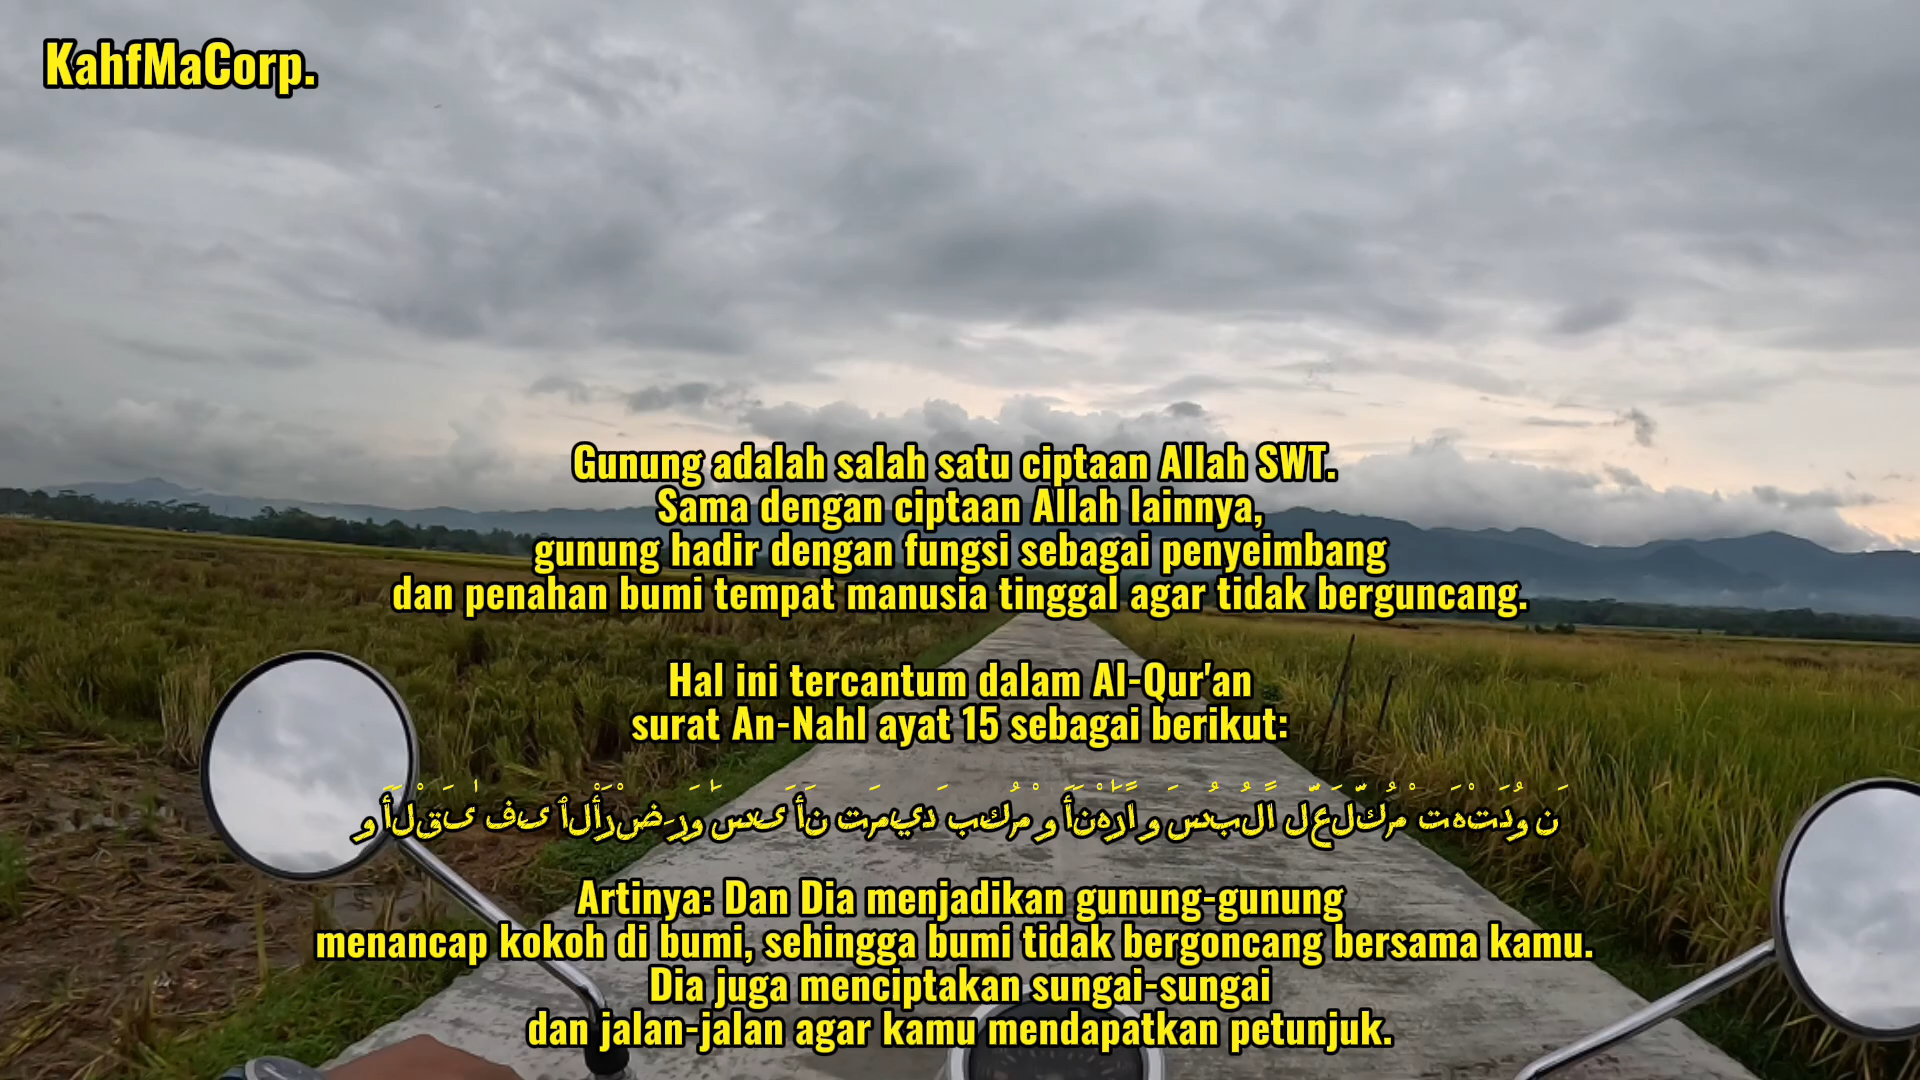 KahfMaCorp.
Gunung adalah salah satu ciptaan Allah SWT.
Sama dengan ciptaan Allah lainnya,
gunung hadir dengan fungsi sebagai penyeimbang
dan penahan bumi tempat manusia tinggal agar tidak berguncang.
Hal ini tercantum dalam Al-Qur'an
surat An-Nahl ayat 15 sebagai berikut:
وَأَلْقَىٰ فِى ٱلْأَرْضِ رَوَٰسِىَ أَن تَمِيدَ بِكُمْ وَأَنْهَٰرًا وَسُبُلًا لَّعَلَّكُمْ تَهْتَدُونَ
Artinya: Dan Dia menjadikan gunung-gunung
menancap kokoh di bumi, sehingga bumi tidak bergoncang bersama kamu.
Dia juga menciptakan sungai-sungai
dan jalan-jalan agar kamu mendapatkan petunjuk.